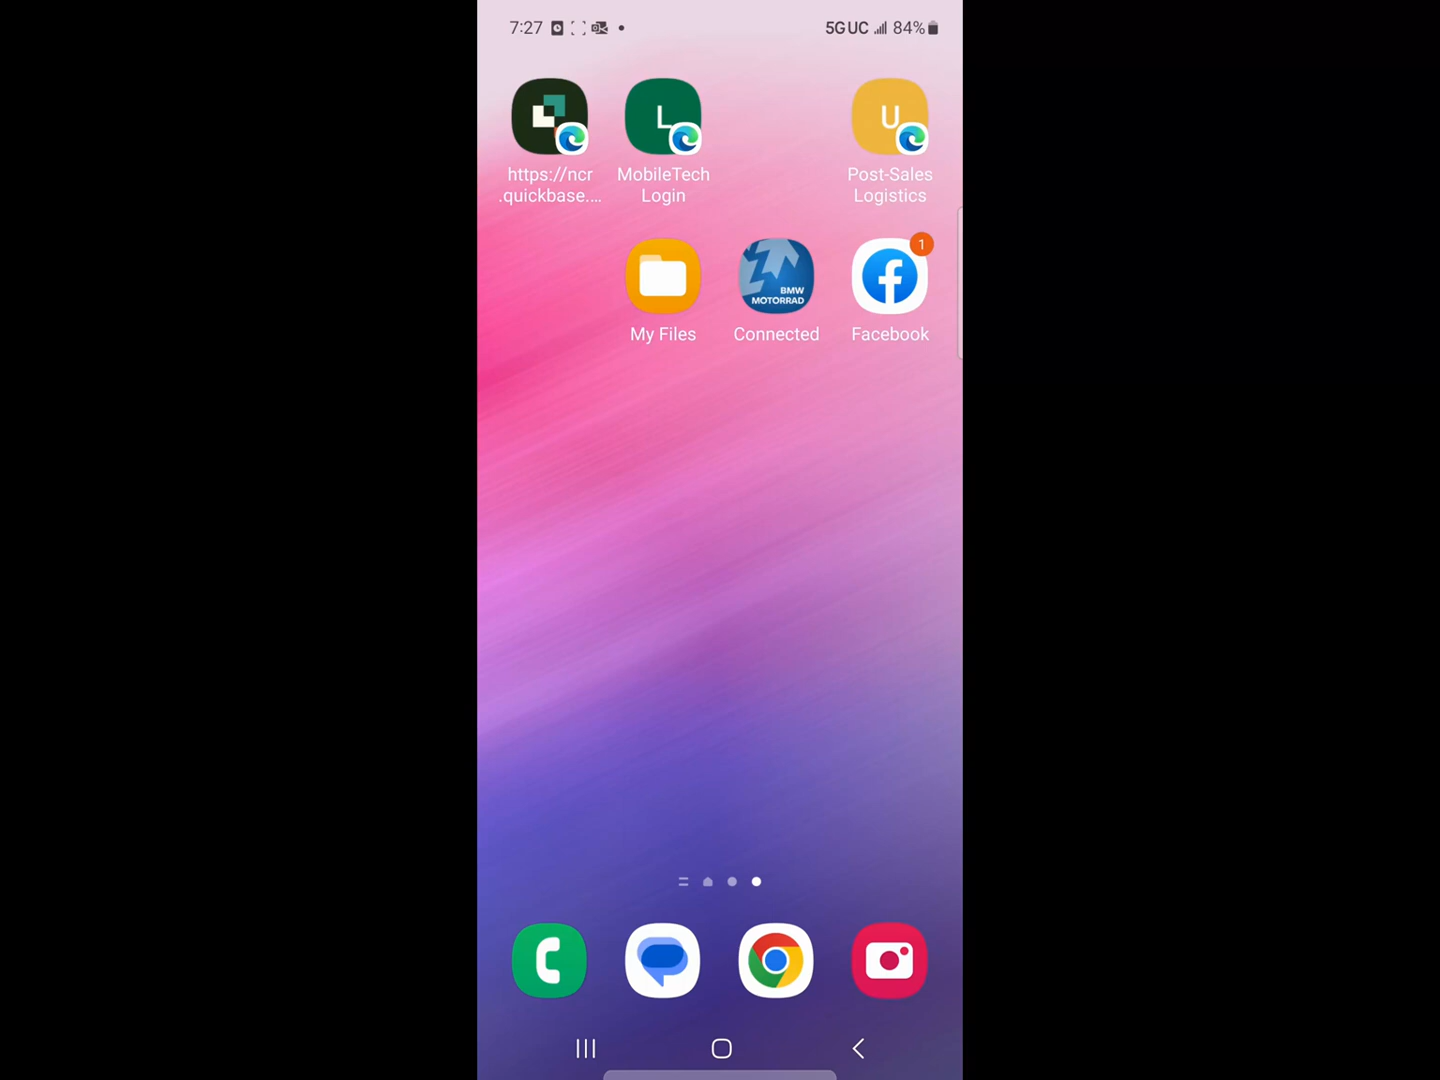 7:27 5G UC 84%
https://ncr
.quickbase....
MobileTech
Login
U
Post-Sales
Logistics
L
My Files
BMW
MOTORRAD
Connected
1
Facebook